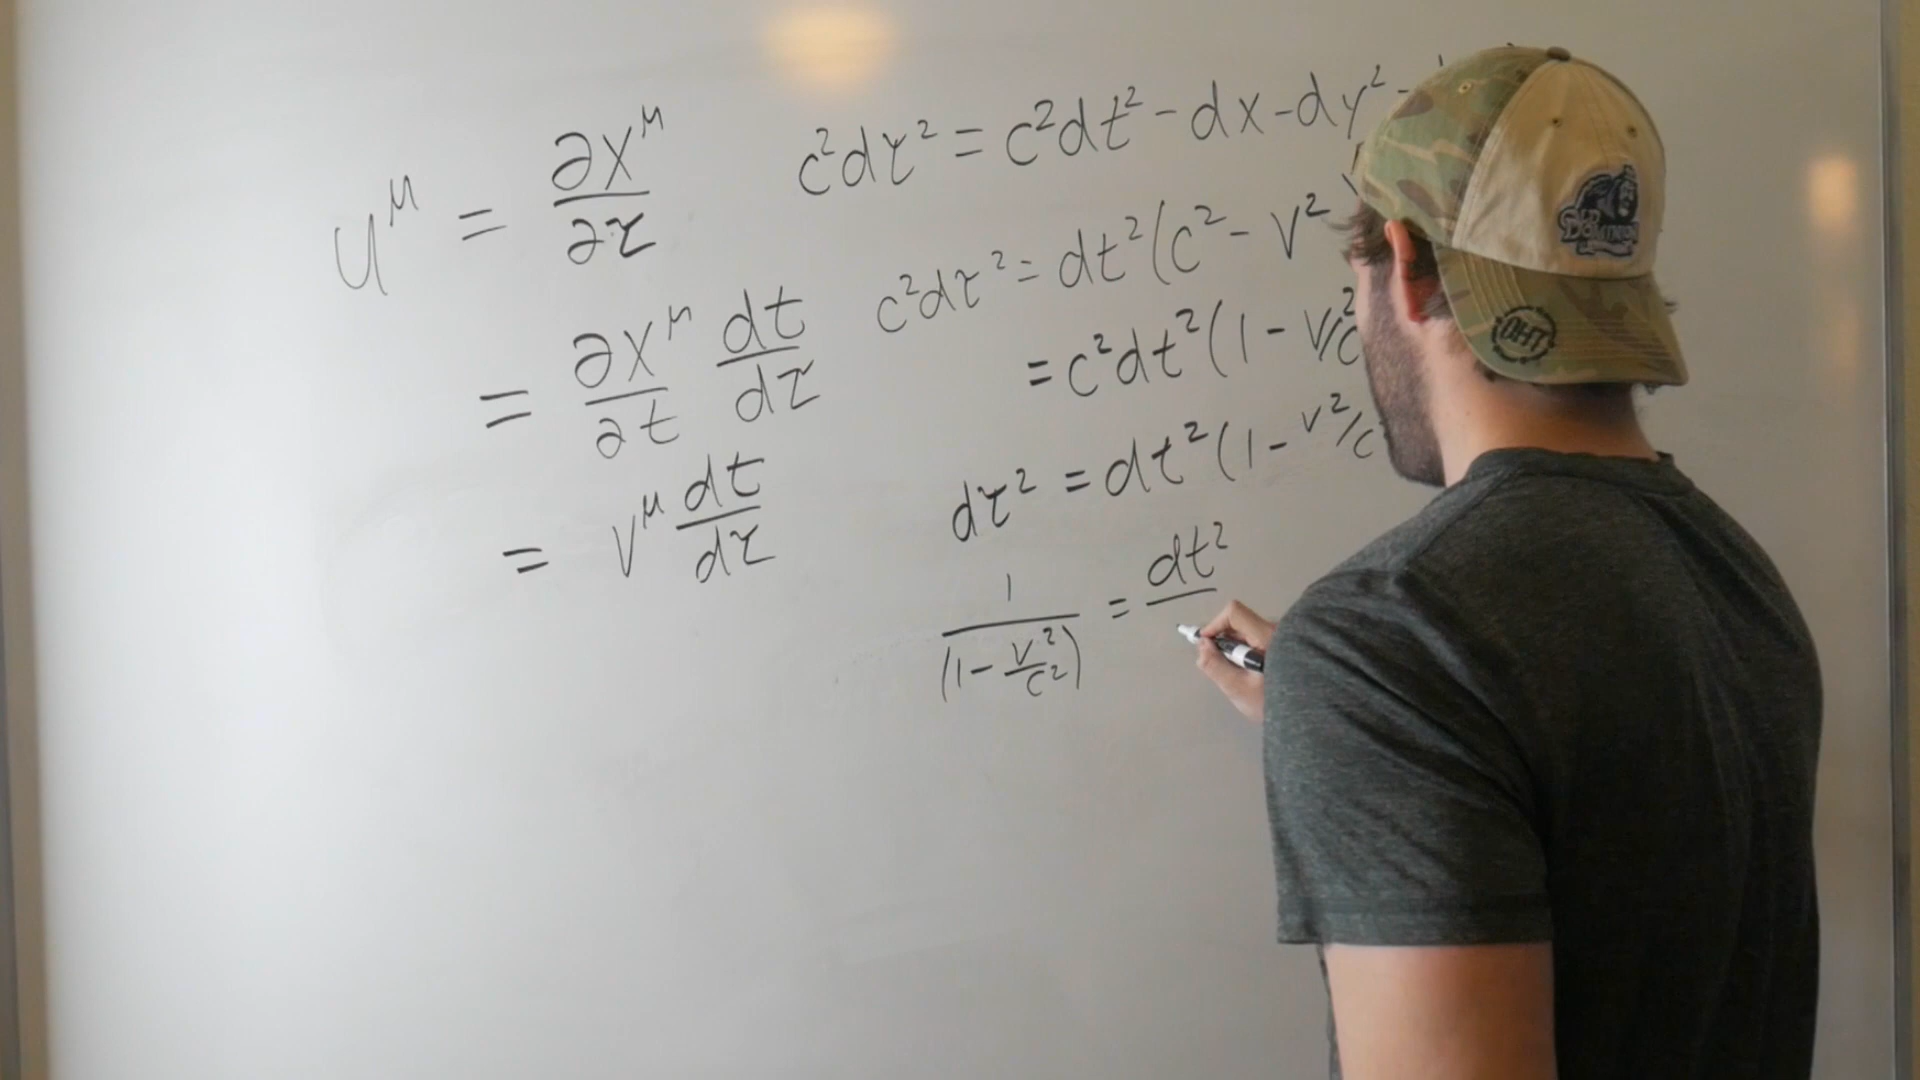 u^μ = ∂x^μ/∂τ
= ∂x^μ/∂t dt/dτ
= v^μ dt/dτ
c²dτ² = c²dt² - dx - dy² -
c²dτ² = dt²(c² - v²
= c²dt²(1 - v²/c
dτ² = dt²(1 - v²/c
1/(1 - v²/c²) = dt²
OHT